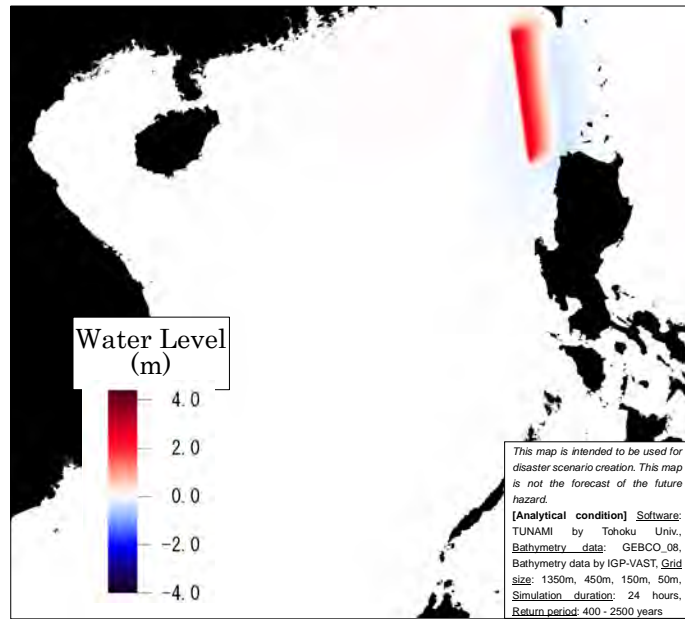 Water Level
(m)
4.0
2.0
0.0
-2.0
-4.0
This map is intended to be used for
disaster scenario creation. This map
is not the forecast of the future
hazard.
[Analytical condition] Software:
TUNAMI by Tohoku Univ.,
Bathymetry data: GEBCO_08,
Bathymetry data by IGP-VAST, Grid
size: 1350m, 450m, 150m, 50m,
Simulation duration: 24 hours,
Return period: 400 - 2500 years